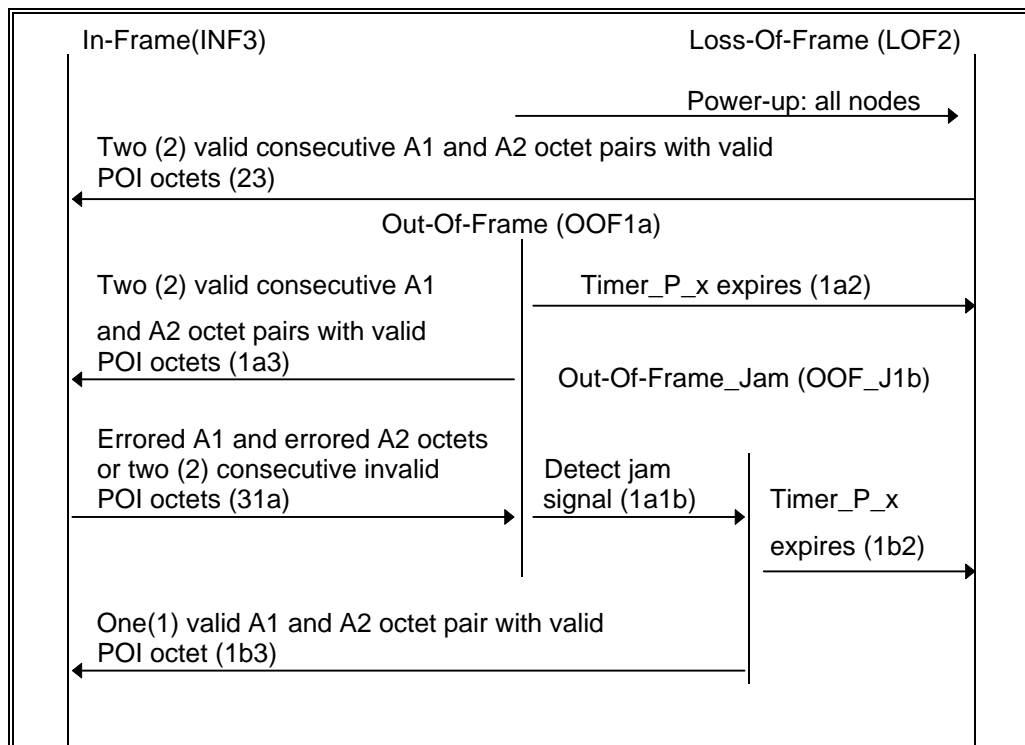 In-Frame(INF3)
Loss-Of-Frame (LOF2)
Power-up: all nodes
Two (2) valid consecutive A1 and A2 octet pairs with valid
POI octets (23)
Out-Of-Frame (OOF1a)
Two (2) valid consecutive A1
and A2 octet pairs with valid
POI octets (1a3)
Timer_P_x expires (1a2)
Out-Of-Frame_Jam (OOF_J1b)
Errored A1 and errored A2 octets
or two (2) consecutive invalid
POI octets (31a)
Detect jam
signal (1a1b)
Timer_P_x
expires (1b2)
One(1) valid A1 and A2 octet pair with valid
POI octet (1b3)